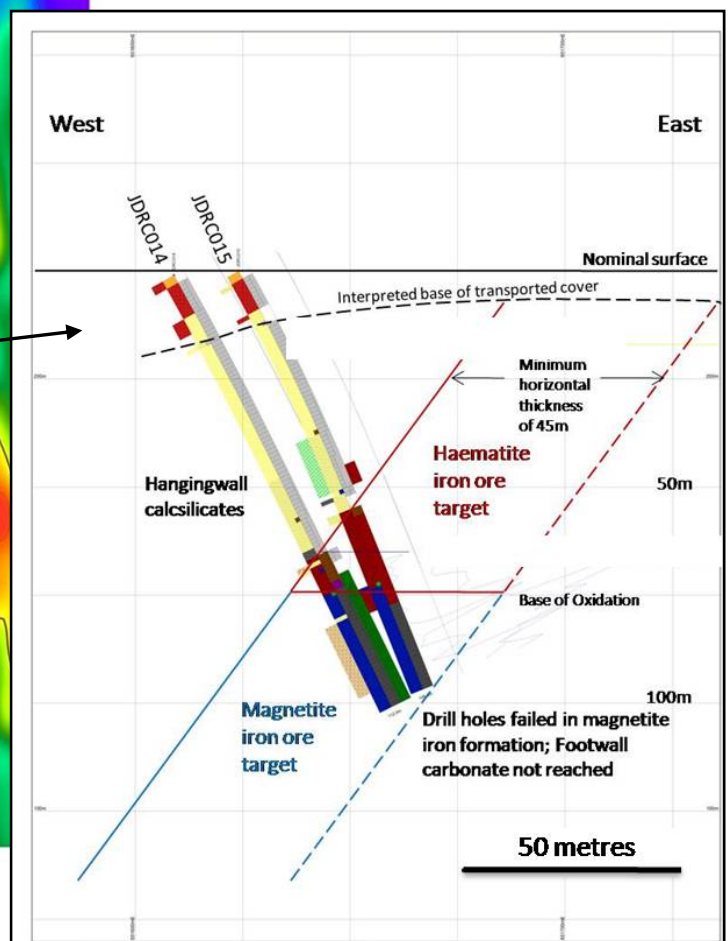 West
East
JDRC014
JDRC015
Nominal surface
Interpreted base of transported cover
Minimum
horizontal
thickness
of 45m
Haematite
iron ore
target
Hangingwall
calcsilicates
50m
Base of Oxidation
Magnetite
iron ore
target
100m
Drill holes failed in magnetite
iron formation; Footwall
carbonate not reached
50 metres